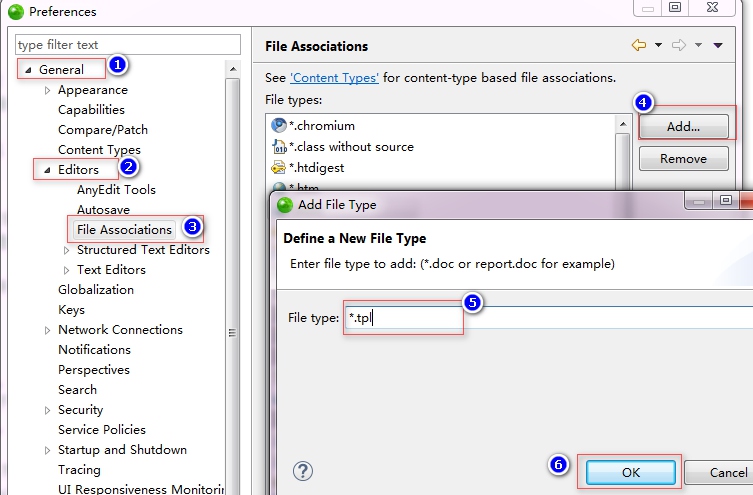 Preferences
type filter text
General
1
Appearance
Capabilities
Compare/Patch
Content Types
Editors
2
AnyEdit Tools
Autosave
File Associations
3
Structured Text Editors
Text Editors
Globalization
Keys
Network Connections
Notifications
Perspectives
Search
Security
Service Policies
Startup and Shutdown
Tracing
UI Responsiveness Monitorin
File Associations
See 'Content Types' for content-type based file associations.
File types:
4
*.chromium
*.class without source
*.htdigest
*.htm
Add...
Remove
Add File Type
Define a New File Type
Enter file type to add: (*.doc or report.doc for example)
5
File type:
*.tpl
6
OK
Cancel